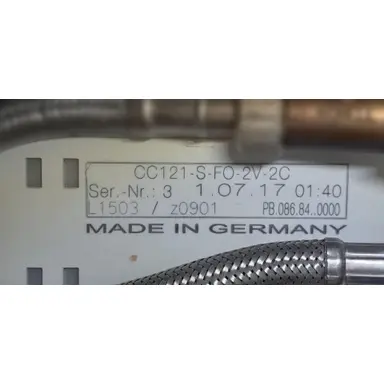 CC121-S-FO-2V-2C
Ser.-Nr.: 3 1.07.17 01:40
L1503 / z0901 PB.086.84..0000
MADE IN GERMANY